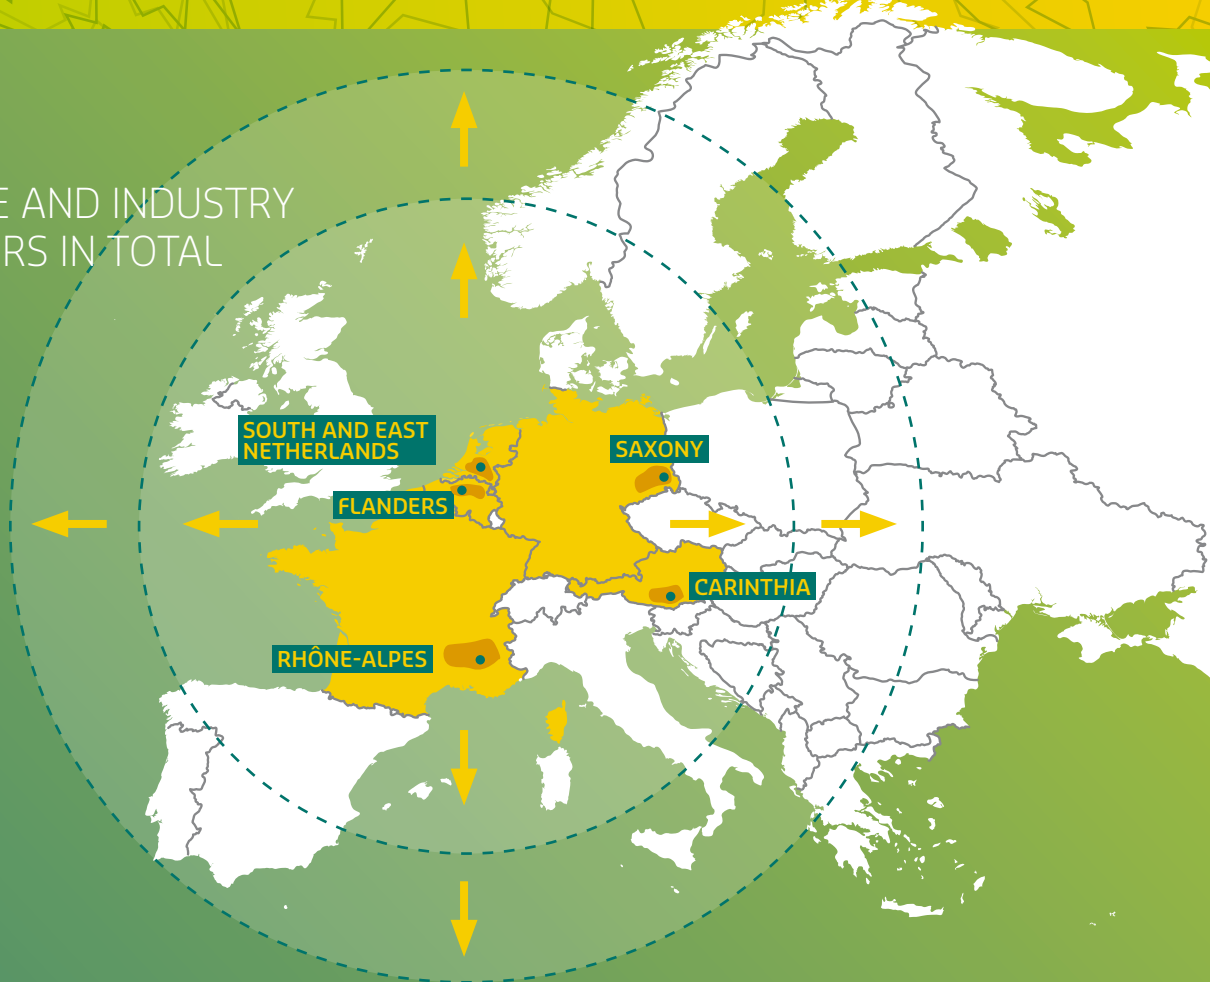 E AND INDUSTRY
RS IN TOTAL
SOUTH AND EAST
NETHERLANDS
SAXONY
FLANDERS
CARINTHIA
RHÔNE-ALPES